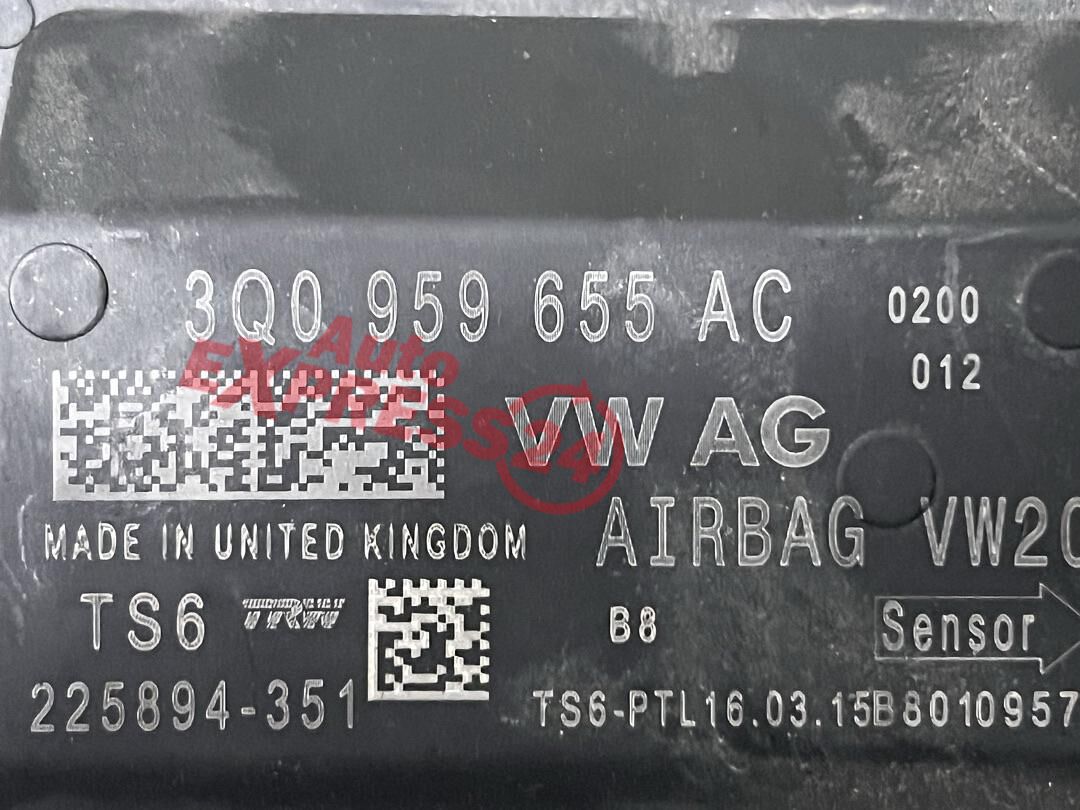 3Q0 959 655 AC 0200
012
Auto
EXPRESS24
VW AG
MADE IN UNITED KINGDOM
AIRBAG VW20
TS6 TRW
B8
Sensor
225894-351
TS6-PTL16.03.15B8010957